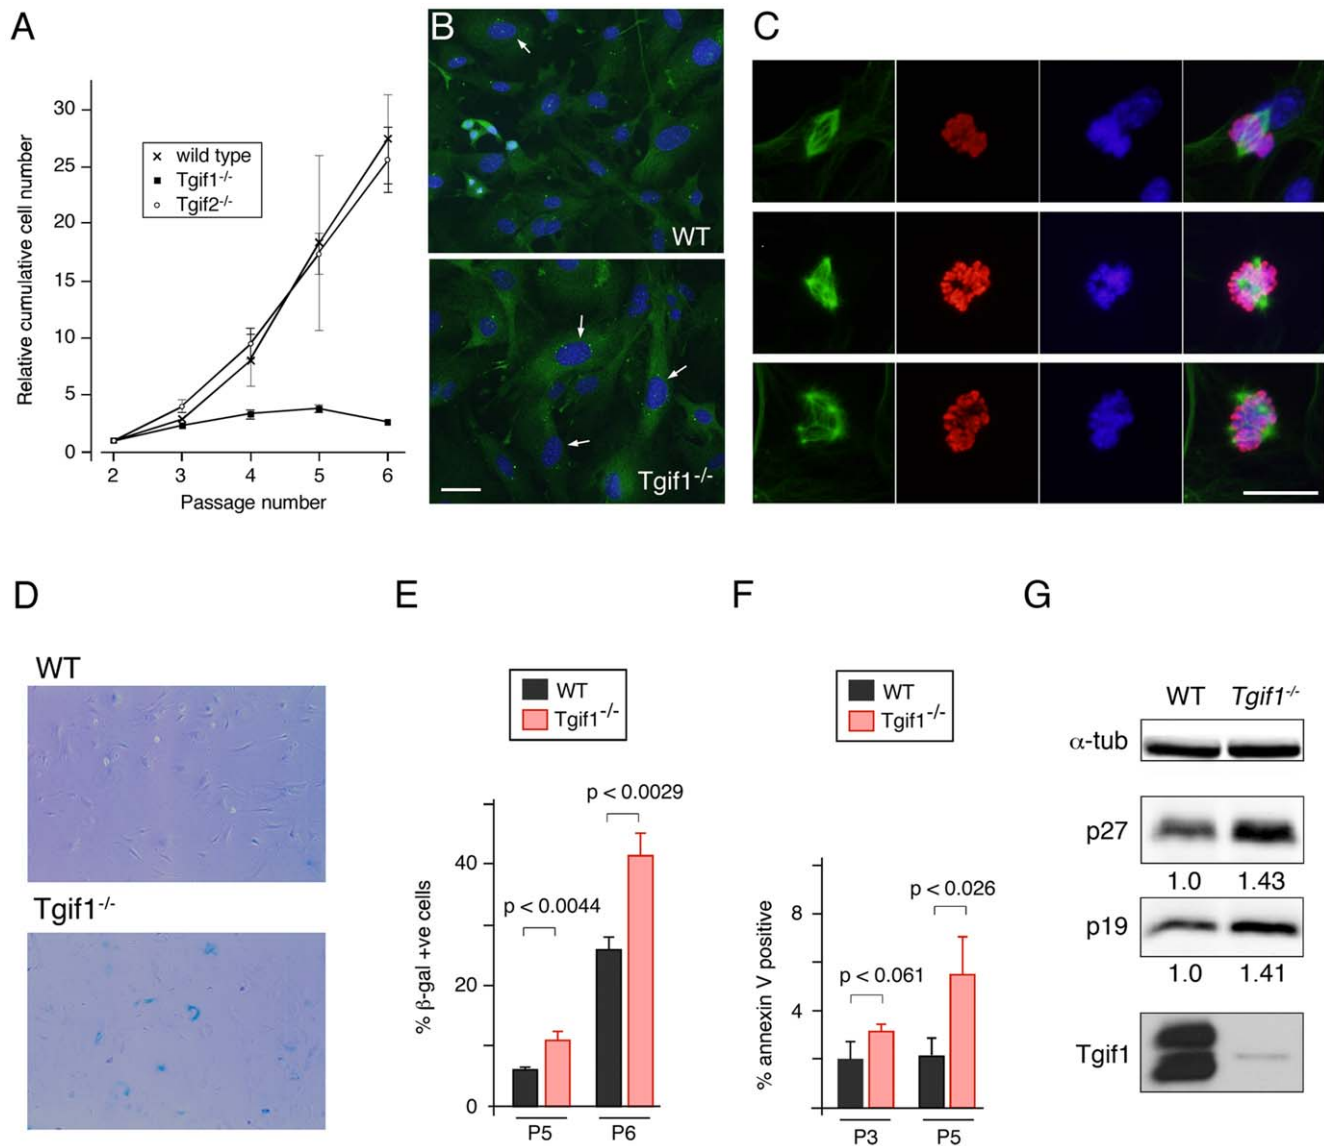 A
30
25
20
15
10
5
0
Relative cumulative cell number
wild type
Tgif1-/-
Tgif2-/-
2 3 4 5 6
Passage number
B
WT
Tgif1-/-
C
D
WT
Tgif1-/-
E
WT
Tgif1-/-
p < 0.0029
p < 0.0044
40
20
0
% β-gal +ve cells
P5 P6
F
WT
Tgif1-/-
p < 0.026
p < 0.061
8
4
% annexin V positive
P3 P5
G
WT Tgif1-/-
α-tub
p27
1.0 1.43
p19
1.0 1.41
Tgif1